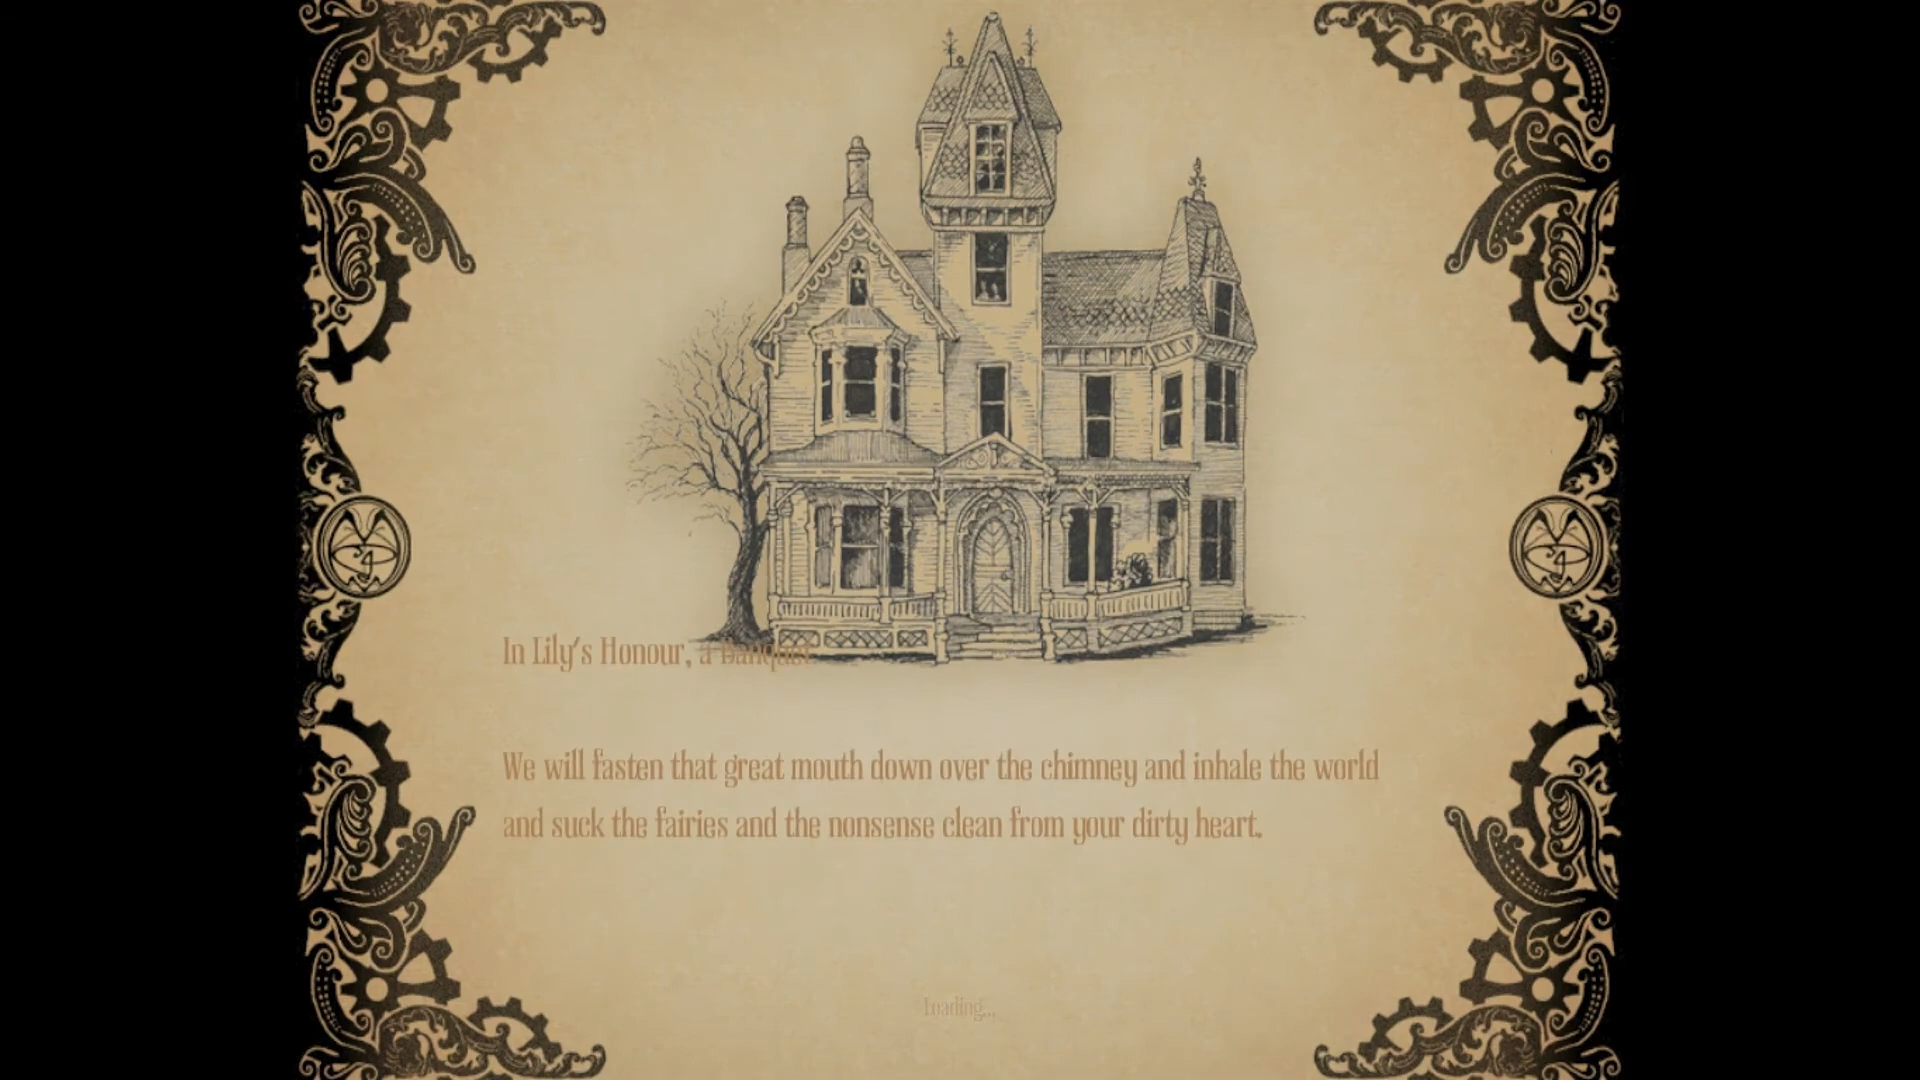 In Lily's Honour, a Banquet
We will fasten that great mouth down over the chimney and inhale the world
and suck the fairies and the nonsense clean from your dirty heart.
Loading...